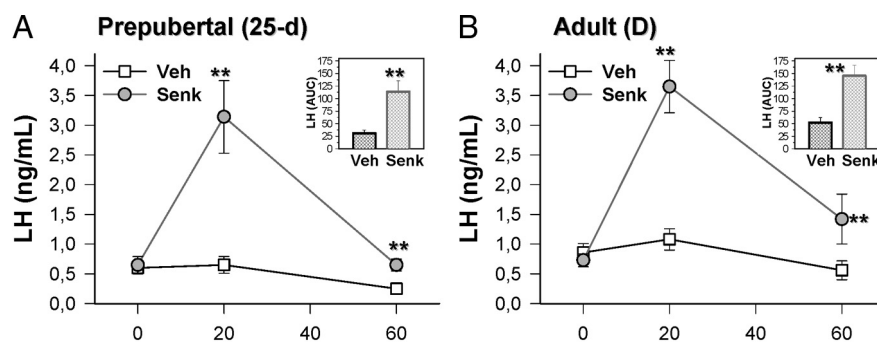 A Prepubertal (25-d)
LH (ng/mL)
4,0
3,5
3,0
2,5
2,0
1,5
1,0
0,5
0,0
Veh
Senk
**
**
0 20 40 60
LH (AUC)
175
150
125
100
75
50
25
0
**
Veh Senk
B Adult (D)
LH (ng/mL)
4,0
3,5
3,0
2,5
2,0
1,5
1,0
0,5
0,0
Veh
Senk
**
**
0 20 40 60
LH (AUC)
175
150
125
100
75
50
25
0
**
Veh Senk